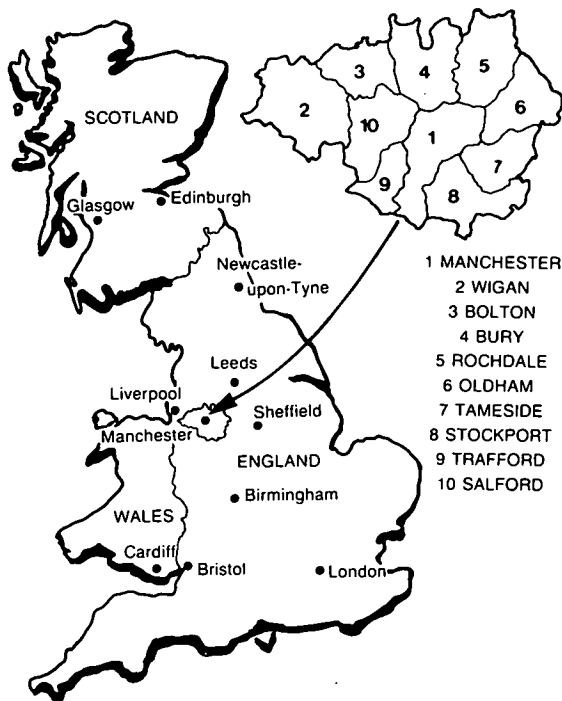 SCOTLAND
Glasgow
Edinburgh
Newcastle-
upon-Tyne
Leeds
Liverpool
Manchester
Sheffield
ENGLAND
Birmingham
WALES
Cardiff
Bristol
London
3
4
5
2
10
1
6
7
9
8
1 MANCHESTER
2 WIGAN
3 BOLTON
4 BURY
5 ROCHDALE
6 OLDHAM
7 TAMESIDE
8 STOCKPORT
9 TRAFFORD
10 SALFORD